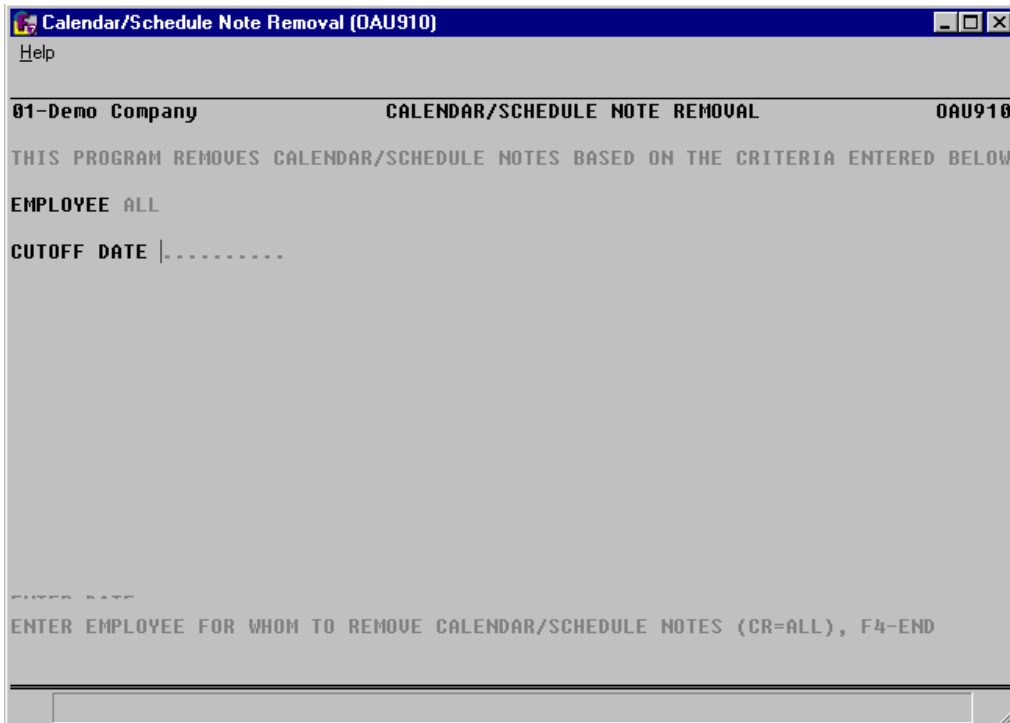 Calendar/Schedule Note Removal (OAU910)
Help
01-Demo Company CALENDAR/SCHEDULE NOTE REMOVAL OAU910
THIS PROGRAM REMOVES CALENDAR/SCHEDULE NOTES BASED ON THE CRITERIA ENTERED BELOW
EMPLOYEE ALL
CUTOFF DATE ..........
ENTER DATE
ENTER EMPLOYEE FOR WHOM TO REMOVE CALENDAR/SCHEDULE NOTES (CR=ALL), F4-END